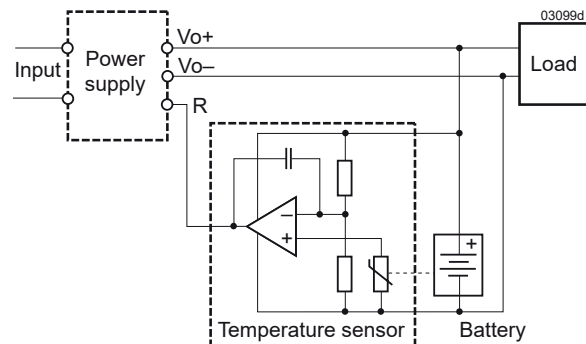 03099d
Power
supply
Input
Vo+
Vo–
R
Load
–
+
+
Temperature sensor
Battery